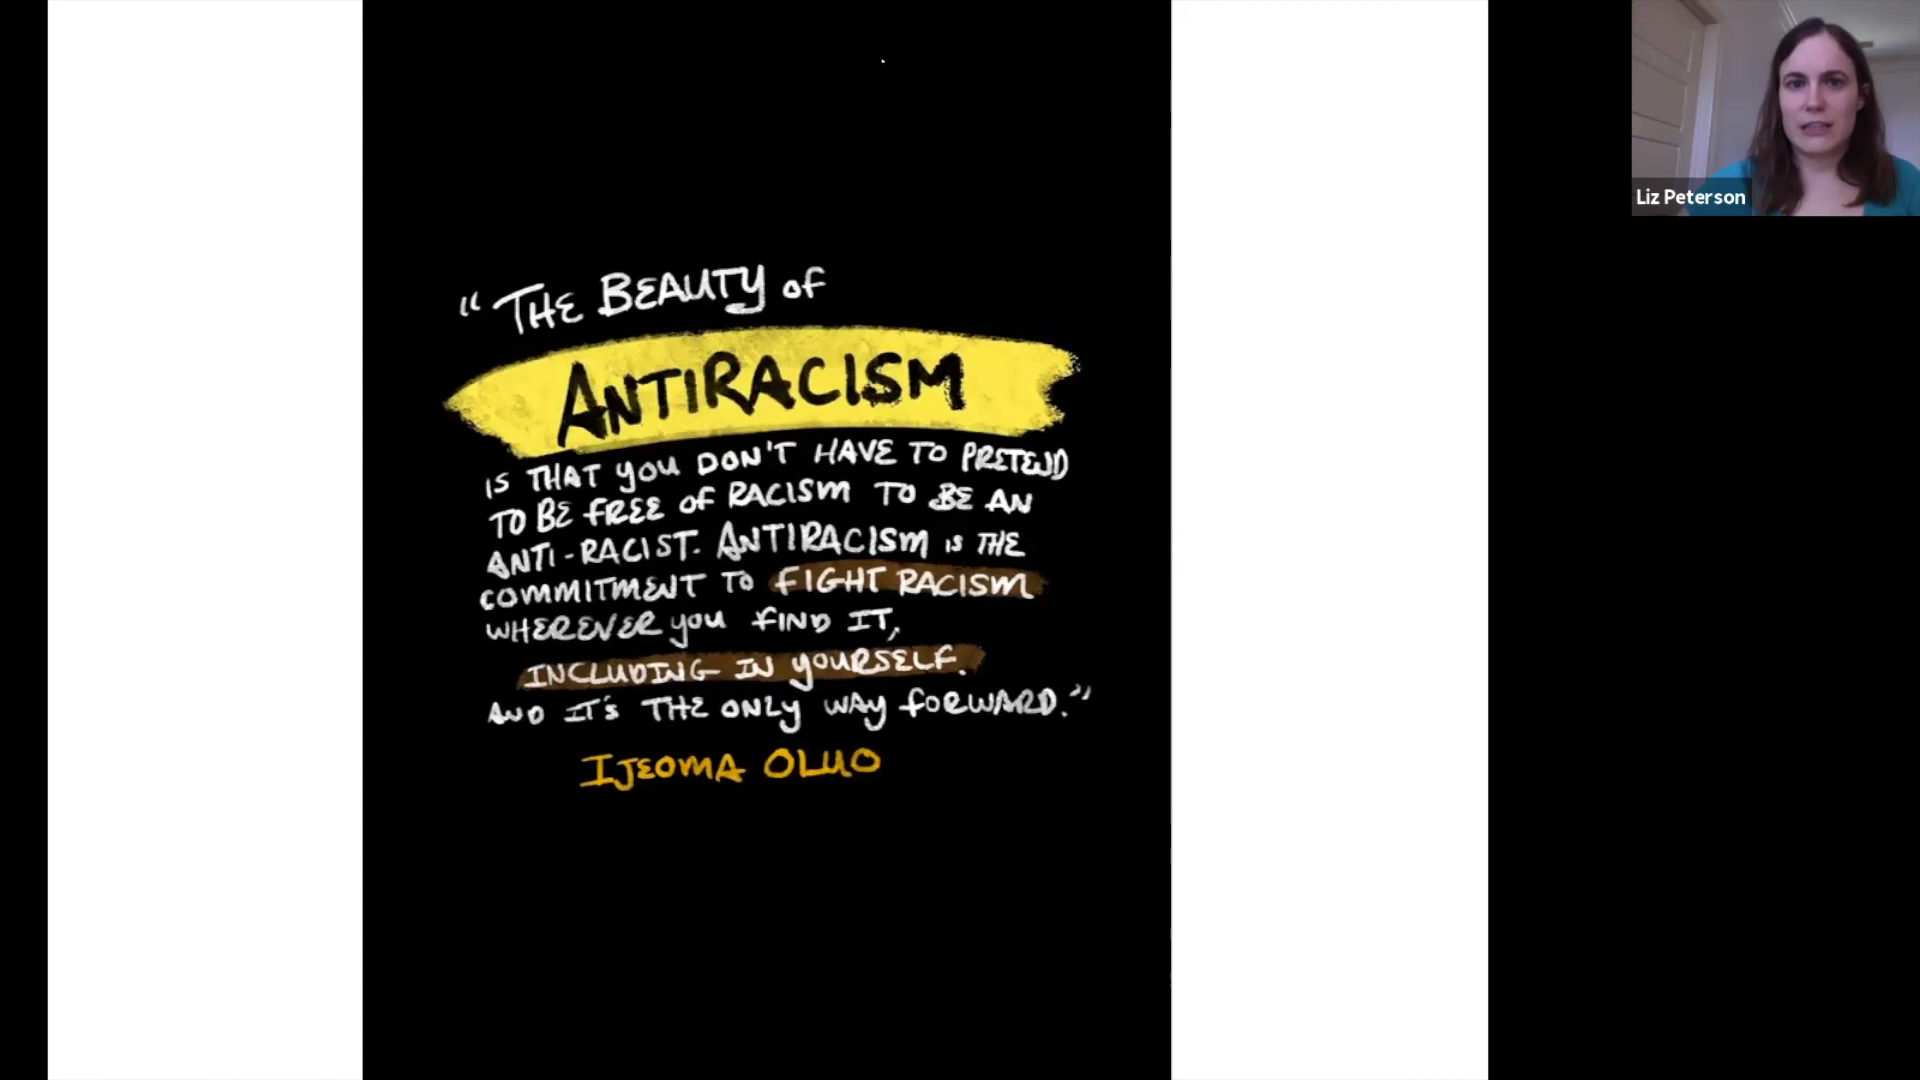 "THE BEAUTY of
ANTIRACISM
IS THAT YOU DON'T HAVE TO PRETEND
TO BE FREE OF RACISM TO BE AN
ANTI-RACIST. ANTIRACISM IS THE
COMMITMENT TO FIGHT RACISM
WHEREVER YOU FIND IT,
INCLUDING IN YOURSELF.
AND IT'S THE ONLY WAY FORWARD."
IJEOMA OLUO
Liz Peterson